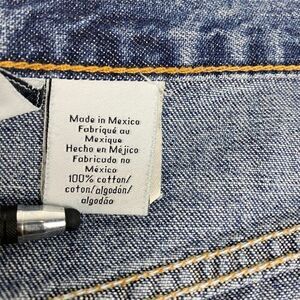 Made in Mexico
Fabriqué au
Mexique
Hecho en Méjico
Fabricado no
México
100% cotton/
coton/algodón/
algodão